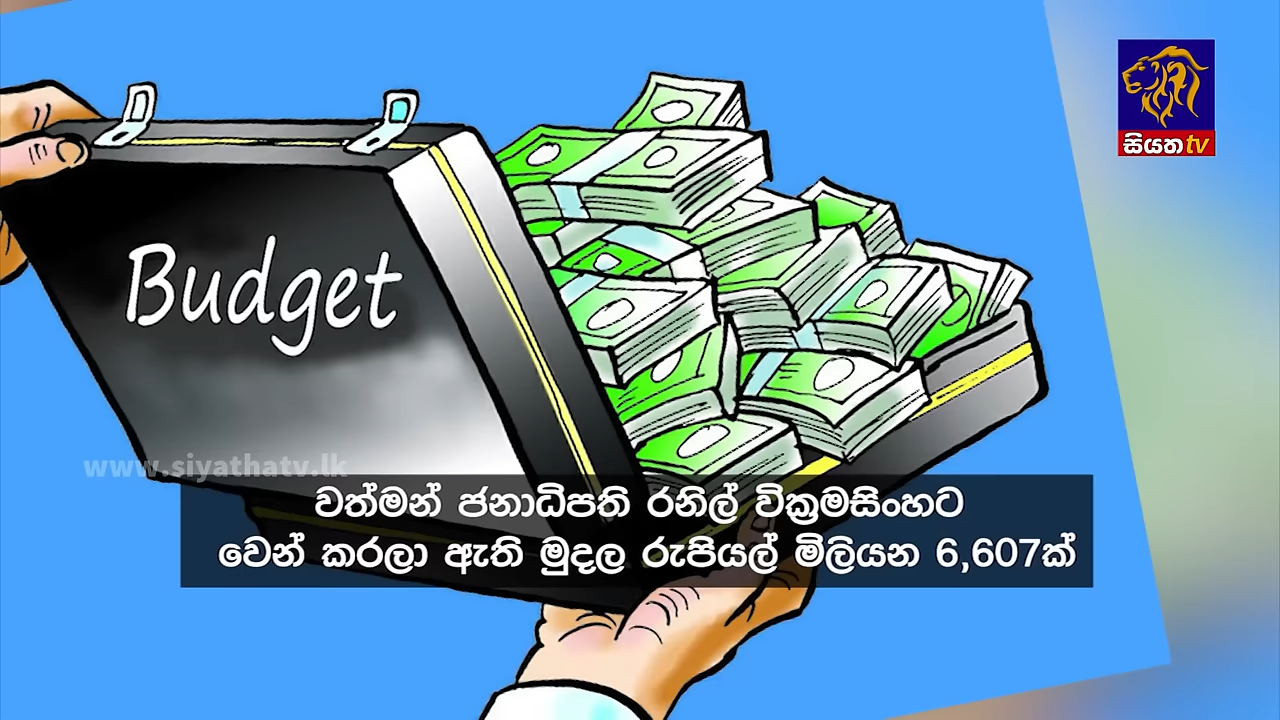 සියත tv
Budget
www.siyathatv.lk
වත්මන් ජනාධිපති රනිල් වික්‍රමසිංහට
වෙන් කරලා ඇති මුදල රුපියල් මිලියන 6,607ක්